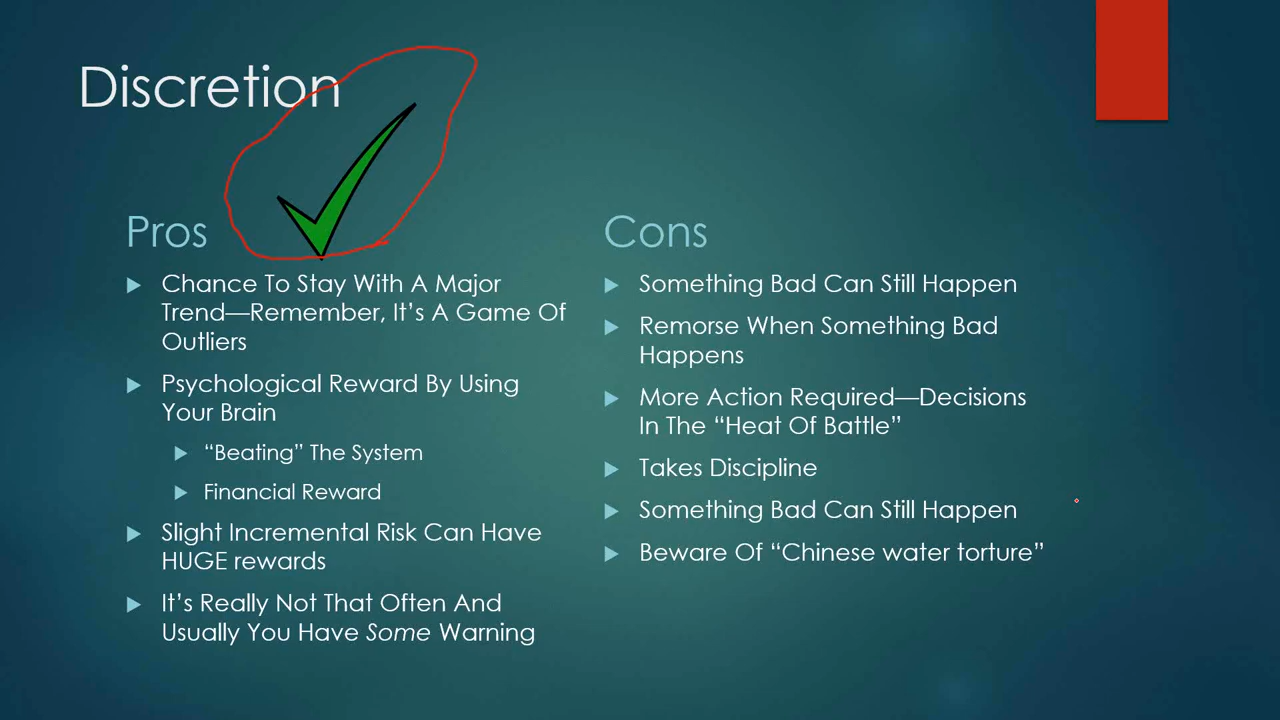 Discretion
Pros
Chance To Stay With A Major
Trend—Remember, It's A Game Of
Outliers
Psychological Reward By Using
Your Brain
“Beating” The System
Financial Reward
Slight Incremental Risk Can Have
HUGE rewards
It's Really Not That Often And
Usually You Have Some Warning
Cons
Something Bad Can Still Happen
Remorse When Something Bad
Happens
More Action Required—Decisions
In The “Heat Of Battle”
Takes Discipline
Something Bad Can Still Happen
Beware Of “Chinese water torture”